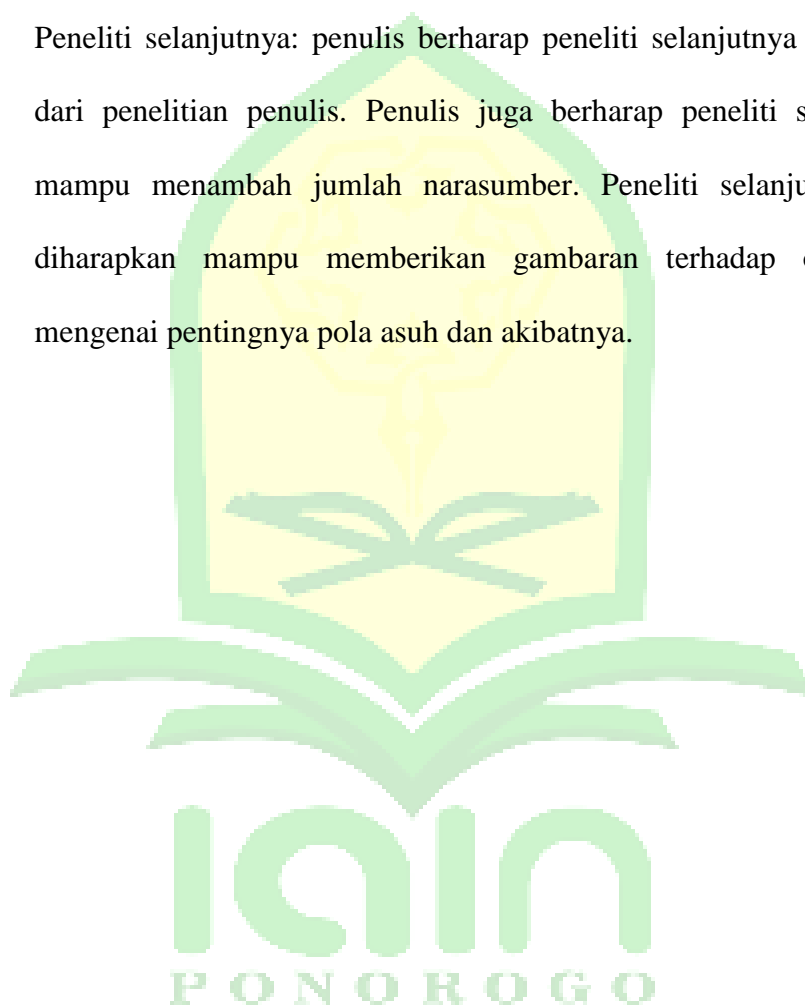 Peneliti selanjutnya: penulis berharap peneliti selanjutnya
dari penelitian penulis. Penulis juga berharap peneliti
mampu menambah jumlah narasumber. Peneliti
diharapkan mampu memberikan gambaran terhadap
mengenai pentingnya pola asuh dan akibatnya.
iain
PONOROGO